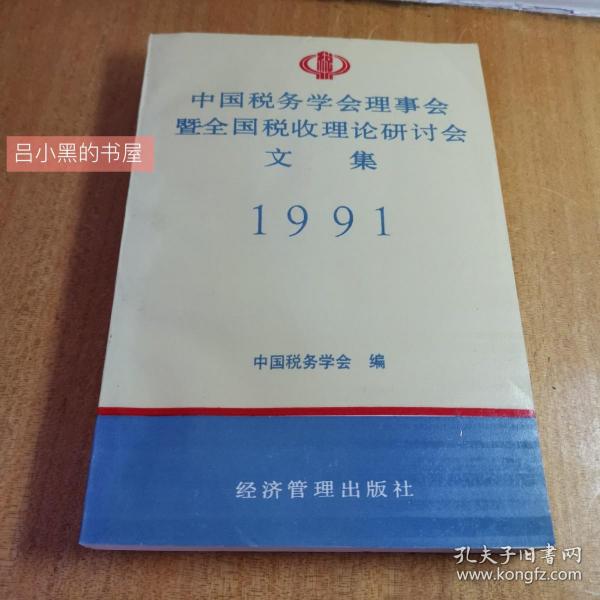 税
中国税务学会理事会
暨全国税收理论研讨会
文 集
1991
中国税务学会 编
经济管理出版社
吕小黑的书屋
孔夫子旧书网
www.kongfz.com